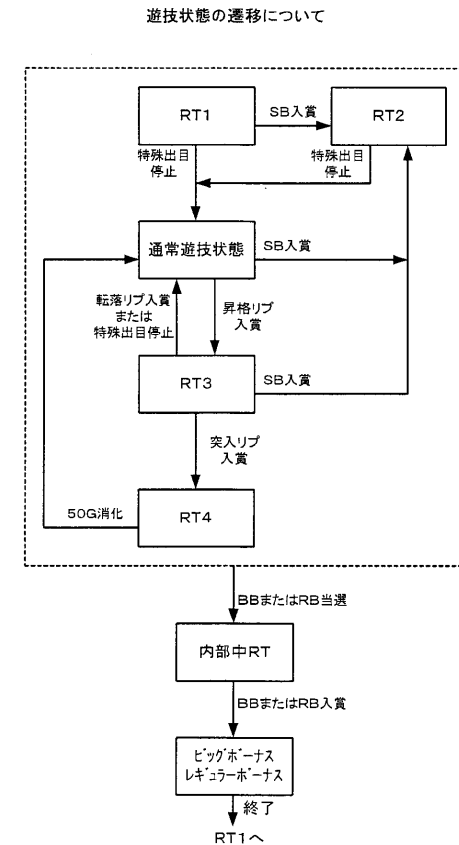 遊技状態の遷移について
RT1
SB入賞
RT2
特殊出目
停止
特殊出目
停止
通常遊技状態
SB入賞
転落リプ入賞
または
特殊出目停止
昇格リプ
入賞
RT3
SB入賞
突入リプ
入賞
50G消化
RT4
BBまたはRB当選
内部中RT
BBまたはRB入賞
ビッグボーナス
レギュラーボーナス
終了
RT1へ